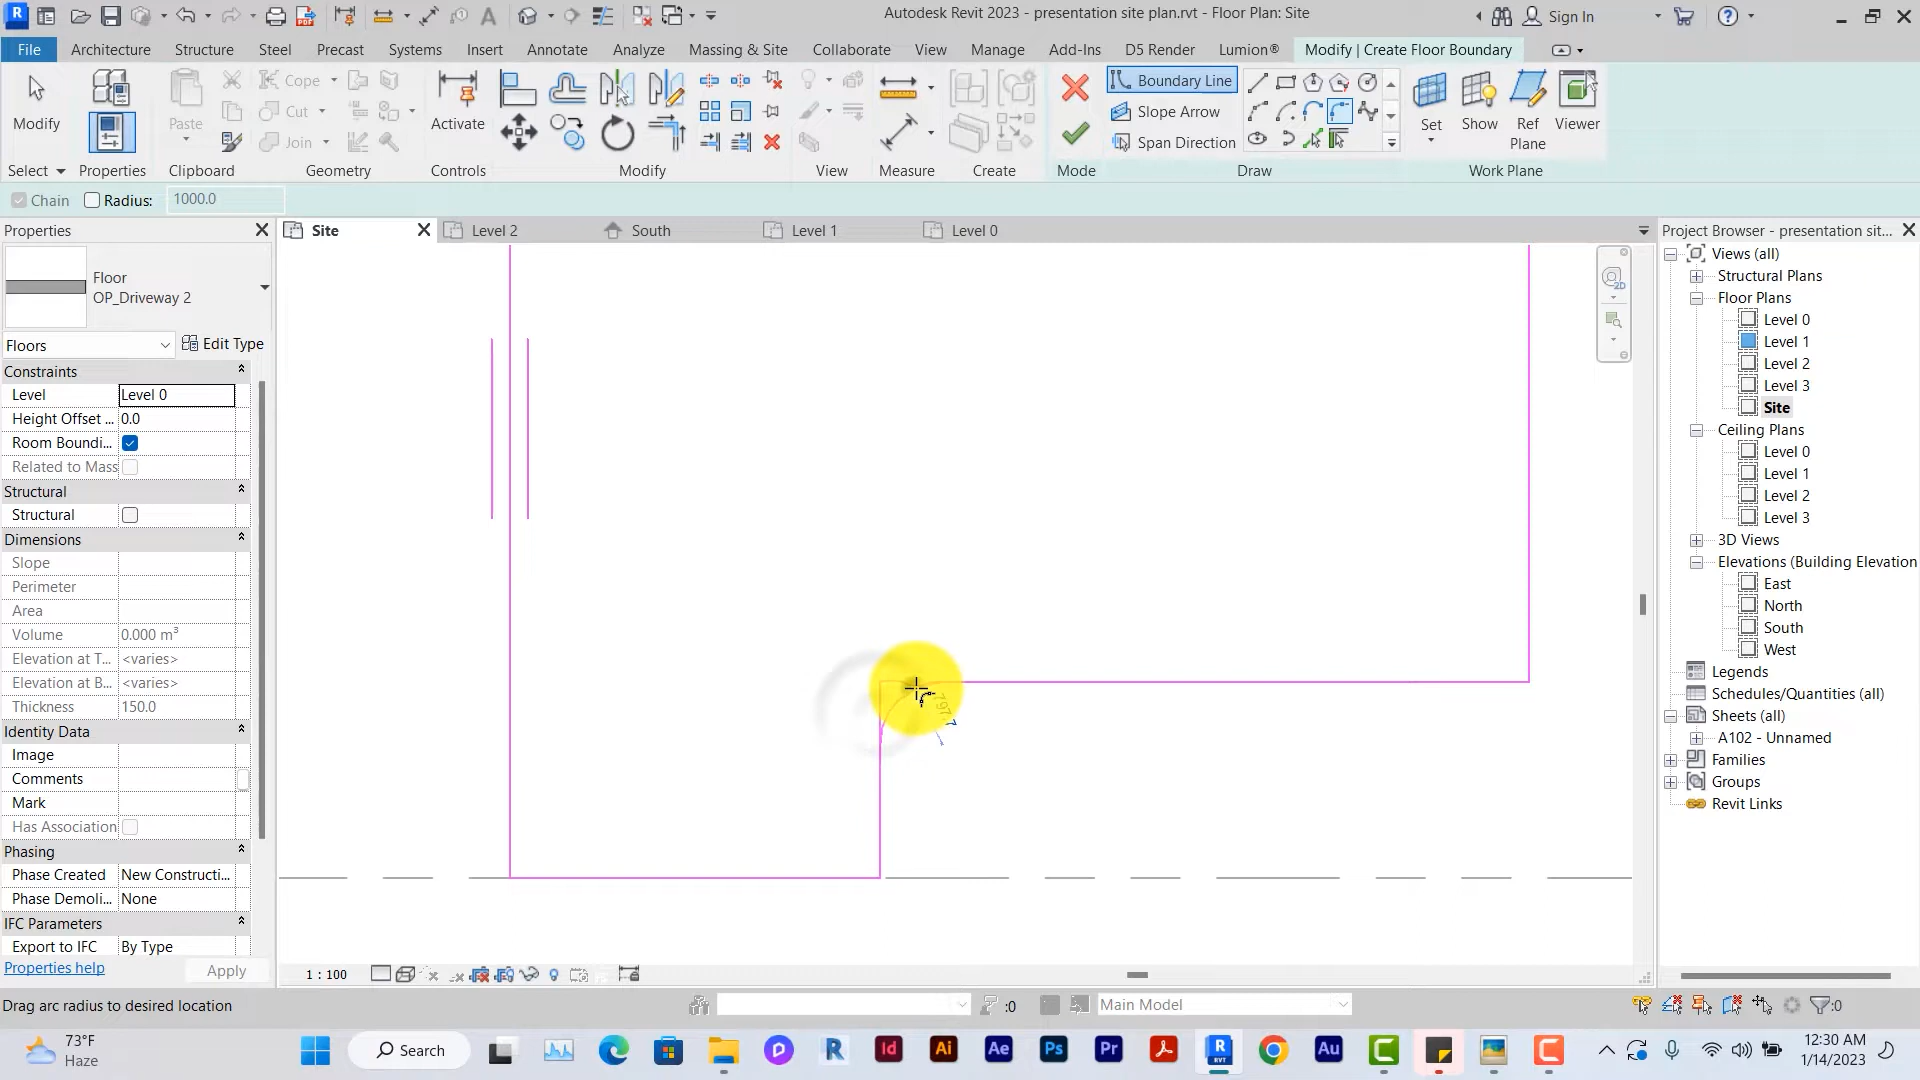 Autodesk Revit 2023 - presentation site plan.rvt - Floor Plan: Site
Sign In
File
Architecture
Structure
Steel
Precast
Systems
Insert
Annotate
Analyze
Massing & Site
Collaborate
View
Manage
Add-Ins
D5 Render
Lumion®
Modify | Create Floor Boundary
Modify
Paste
Cope
Cut
Join
Activate
Boundary Line
Slope Arrow
Span Direction
Set
Show
Ref
Plane
Viewer
Select
Properties
Clipboard
Geometry
Controls
Modify
View
Measure
Create
Mode
Draw
Work Plane
Chain
Radius:
1000.0
Properties
Site
Level 2
South
Level 1
Level 0
Project Browser - presentation sit...
Floor
OP_Driveway 2
Floors
Edit Type
Constraints
Level
Level 0
Height Offset ...
0.0
Room Boundi...
Related to Mass
Structural
Structural
Dimensions
Slope
Perimeter
Area
Volume
0.000 m³
Elevation at T...
<varies>
Elevation at B...
<varies>
Thickness
150.0
Identity Data
Image
Comments
Mark
Has Association
Phasing
Phase Created
New Constructi...
Phase Demoli...
None
IFC Parameters
Export to IFC
By Type
Properties help
Apply
2D
1 : 100
Views (all)
Structural Plans
Floor Plans
Level 0
Level 1
Level 2
Level 3
Site
Ceiling Plans
Level 0
Level 1
Level 2
Level 3
3D Views
Elevations (Building Elevation
East
North
South
West
Legends
Schedules/Quantities (all)
Sheets (all)
A102 - Unnamed
Families
Groups
Revit Links
Drag arc radius to desired location
:0
Main Model
:0
73°F
Haze
Search
Id
Ai
Ae
Ps
Pr
Au
12:30 AM
1/14/2023